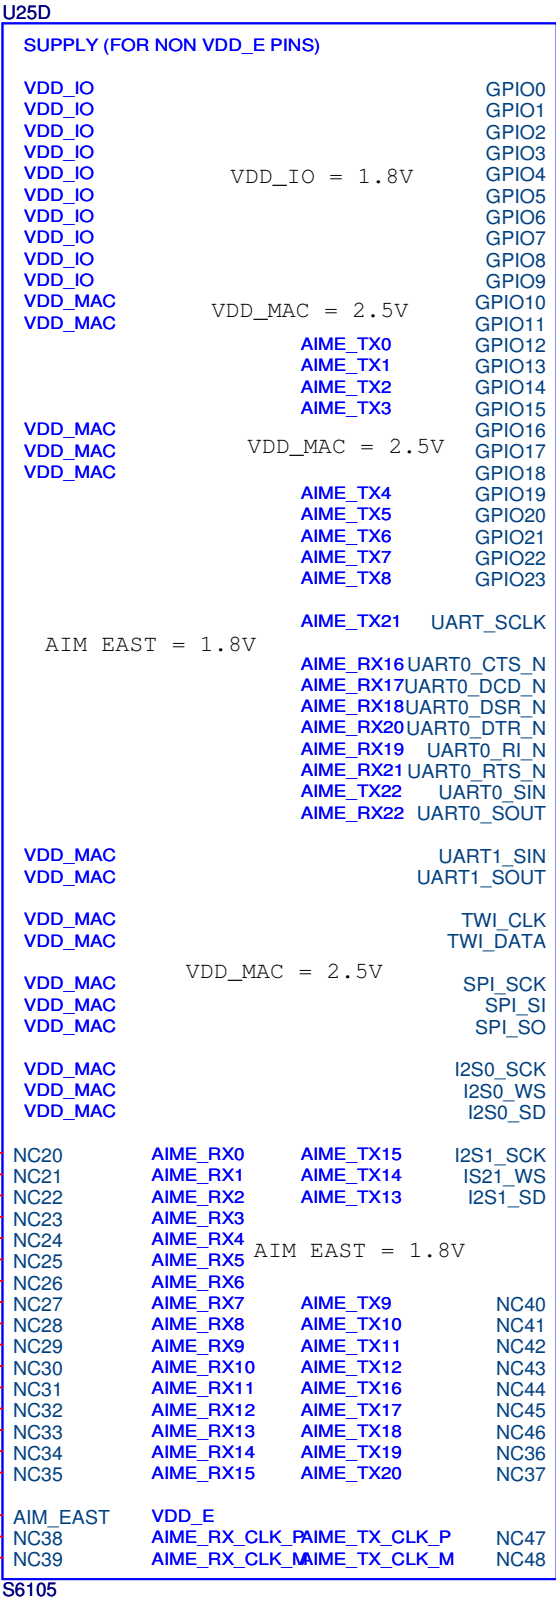 U25D
SUPPLY (FOR NON VDD_E PINS)
VDD_IO GPIO0
VDD_IO GPIO1
VDD_IO GPIO2
VDD_IO GPIO3
VDD_IO VDD_IO = 1.8V GPIO4
VDD_IO GPIO5
VDD_IO GPIO6
VDD_IO GPIO7
VDD_IO GPIO8
VDD_IO GPIO9
VDD_MAC VDD_MAC = 2.5V GPIO10
VDD_MAC GPIO11
AIME_TX0 GPIO12
AIME_TX1 GPIO13
AIME_TX2 GPIO14
AIME_TX3 GPIO15
VDD_MAC GPIO16
VDD_MAC VDD_MAC = 2.5V GPIO17
VDD_MAC GPIO18
AIME_TX4 GPIO19
AIME_TX5 GPIO20
AIME_TX6 GPIO21
AIME_TX7 GPIO22
AIME_TX8 GPIO23
AIME_TX21 UART_SCLK
AIM EAST = 1.8V
AIME_RX16 UART0_CTS_N
AIME_RX17 UART0_DCD_N
AIME_RX18 UART0_DSR_N
AIME_RX20 UART0_DTR_N
AIME_RX19 UART0_RI_N
AIME_RX21 UART0_RTS_N
AIME_TX22 UART0_SIN
AIME_RX22 UART0_SOUT
VDD_MAC UART1_SIN
VDD_MAC UART1_SOUT
VDD_MAC TWI_CLK
VDD_MAC TWI_DATA
VDD_MAC = 2.5V
VDD_MAC SPI_SCK
VDD_MAC SPI_SI
VDD_MAC SPI_SO
VDD_MAC I2S0_SCK
VDD_MAC I2S0_WS
VDD_MAC I2S0_SD
NC20 AIME_RX0 AIME_TX15 I2S1_SCK
NC21 AIME_RX1 AIME_TX14 IS21_WS
NC22 AIME_RX2 AIME_TX13 I2S1_SD
NC23 AIME_RX3
NC24 AIME_RX4
AIM EAST = 1.8V
NC25 AIME_RX5
NC26 AIME_RX6
NC27 AIME_RX7 AIME_TX9 NC40
NC28 AIME_RX8 AIME_TX10 NC41
NC29 AIME_RX9 AIME_TX11 NC42
NC30 AIME_RX10 AIME_TX12 NC43
NC31 AIME_RX11 AIME_TX16 NC44
NC32 AIME_RX12 AIME_TX17 NC45
NC33 AIME_RX13 AIME_TX18 NC46
NC34 AIME_RX14 AIME_TX19 NC36
NC35 AIME_RX15 AIME_TX20 NC37
AIM_EAST VDD_E
NC38 AIME_RX_CLK_P AIME_TX_CLK_P NC47
NC39 AIME_RX_CLK_M AIME_TX_CLK_M NC48
S6105